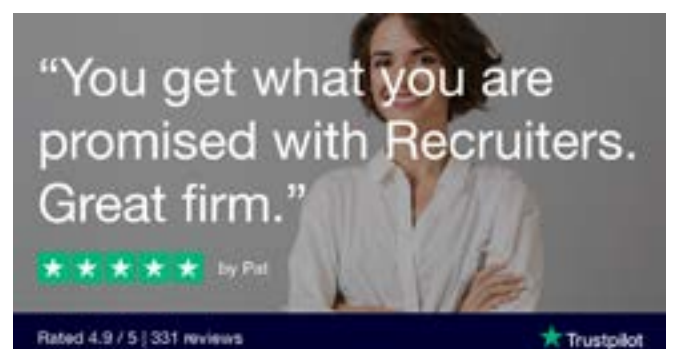 “You get what you are
promised with Recruiters.
Great firm.”
by Pat
Rated 4.9 / 5 | 331 reviews
Trustpilot